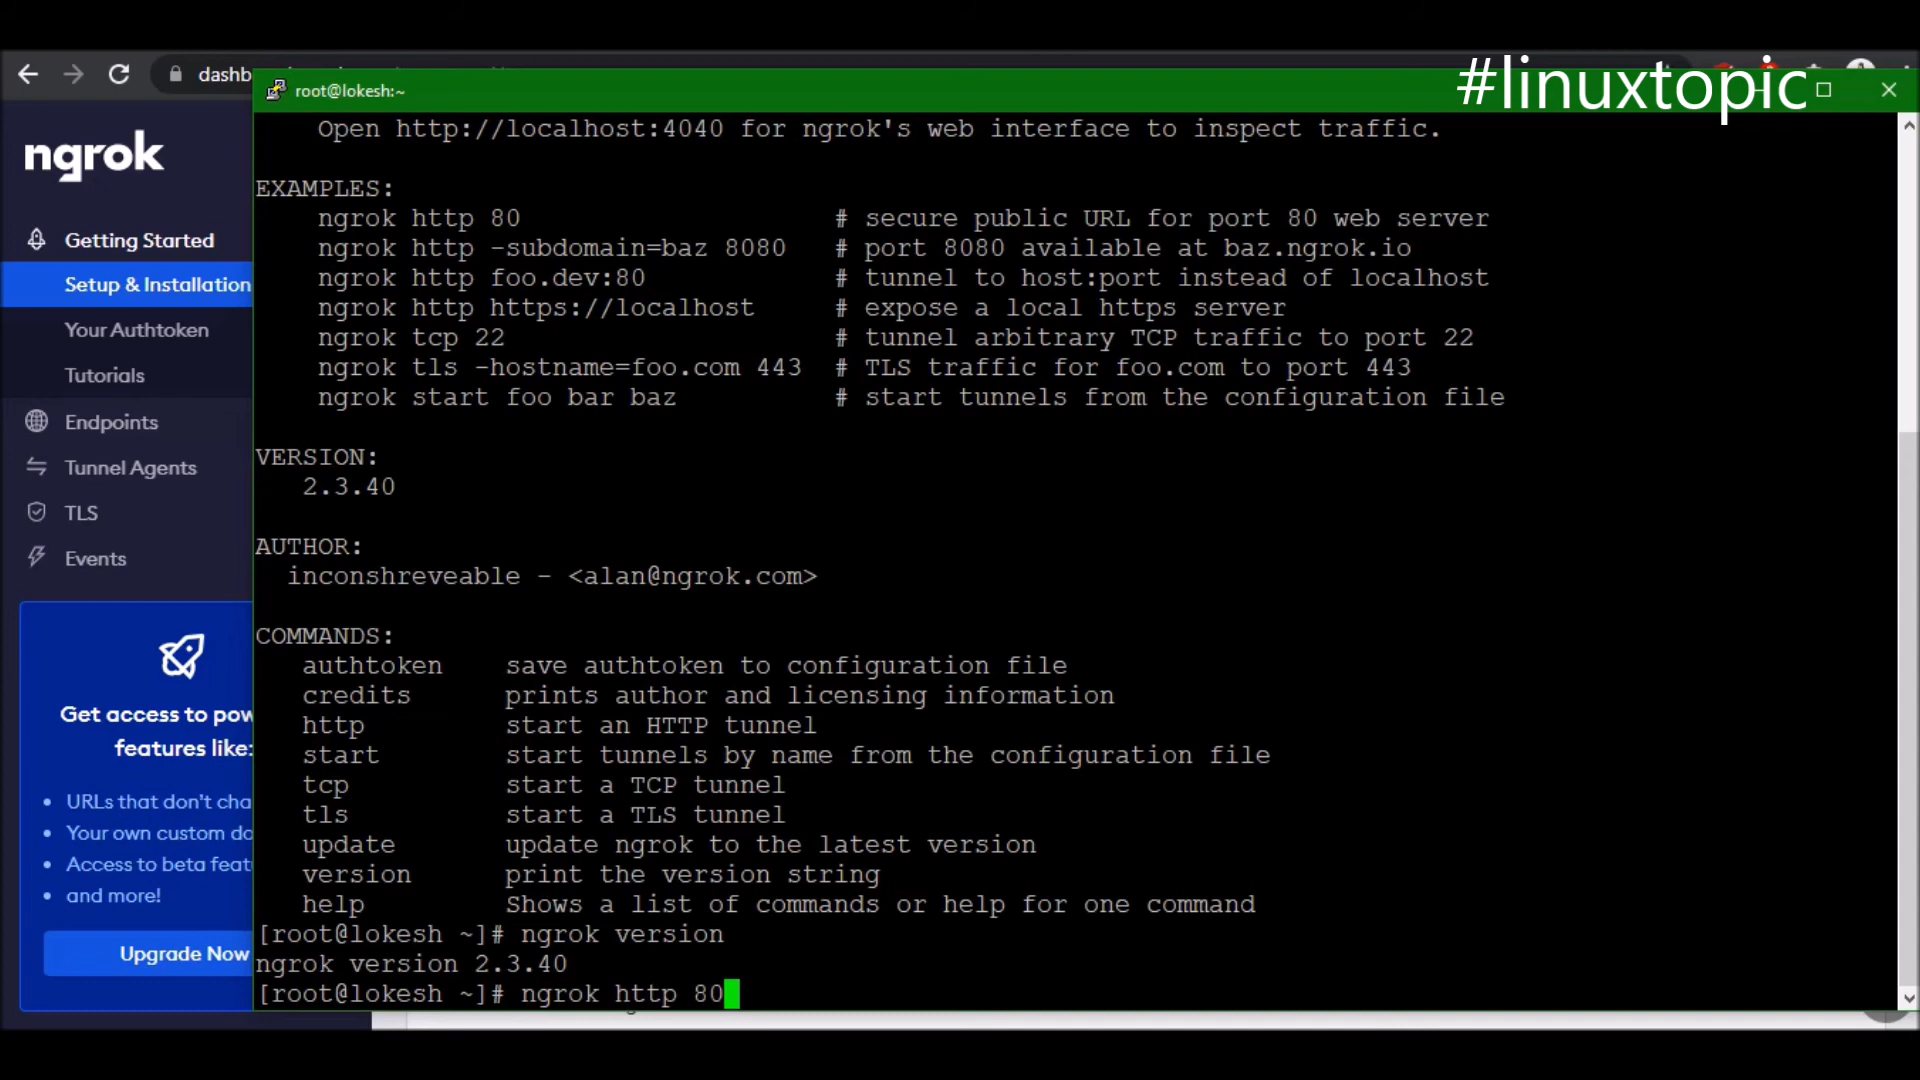 #linuxtopic
dashb
root@lokesh:~
ngrok
Getting Started
Setup & Installation
Your Authtoken
Tutorials
Endpoints
Tunnel Agents
TLS
Events
Get access to pow
features like:
• URLs that don't cha
• Your own custom do
• Access to beta feat
• and more!
Upgrade Now
Open http://localhost:4040 for ngrok's web interface to inspect traffic.
EXAMPLES:
ngrok http 80 # secure public URL for port 80 web server
ngrok http -subdomain=baz 8080 # port 8080 available at baz.ngrok.io
ngrok http foo.dev:80 # tunnel to host:port instead of localhost
ngrok http https://localhost # expose a local https server
ngrok tcp 22 # tunnel arbitrary TCP traffic to port 22
ngrok tls -hostname=foo.com 443 # TLS traffic for foo.com to port 443
ngrok start foo bar baz # start tunnels from the configuration file
VERSION:
2.3.40
AUTHOR:
inconshreveable - <alan@ngrok.com>
COMMANDS:
authtoken save authtoken to configuration file
credits prints author and licensing information
http start an HTTP tunnel
start start tunnels by name from the configuration file
tcp start a TCP tunnel
tls start a TLS tunnel
update update ngrok to the latest version
version print the version string
help Shows a list of commands or help for one command
[root@lokesh ~]# ngrok version
ngrok version 2.3.40
[root@lokesh ~]# ngrok http 80